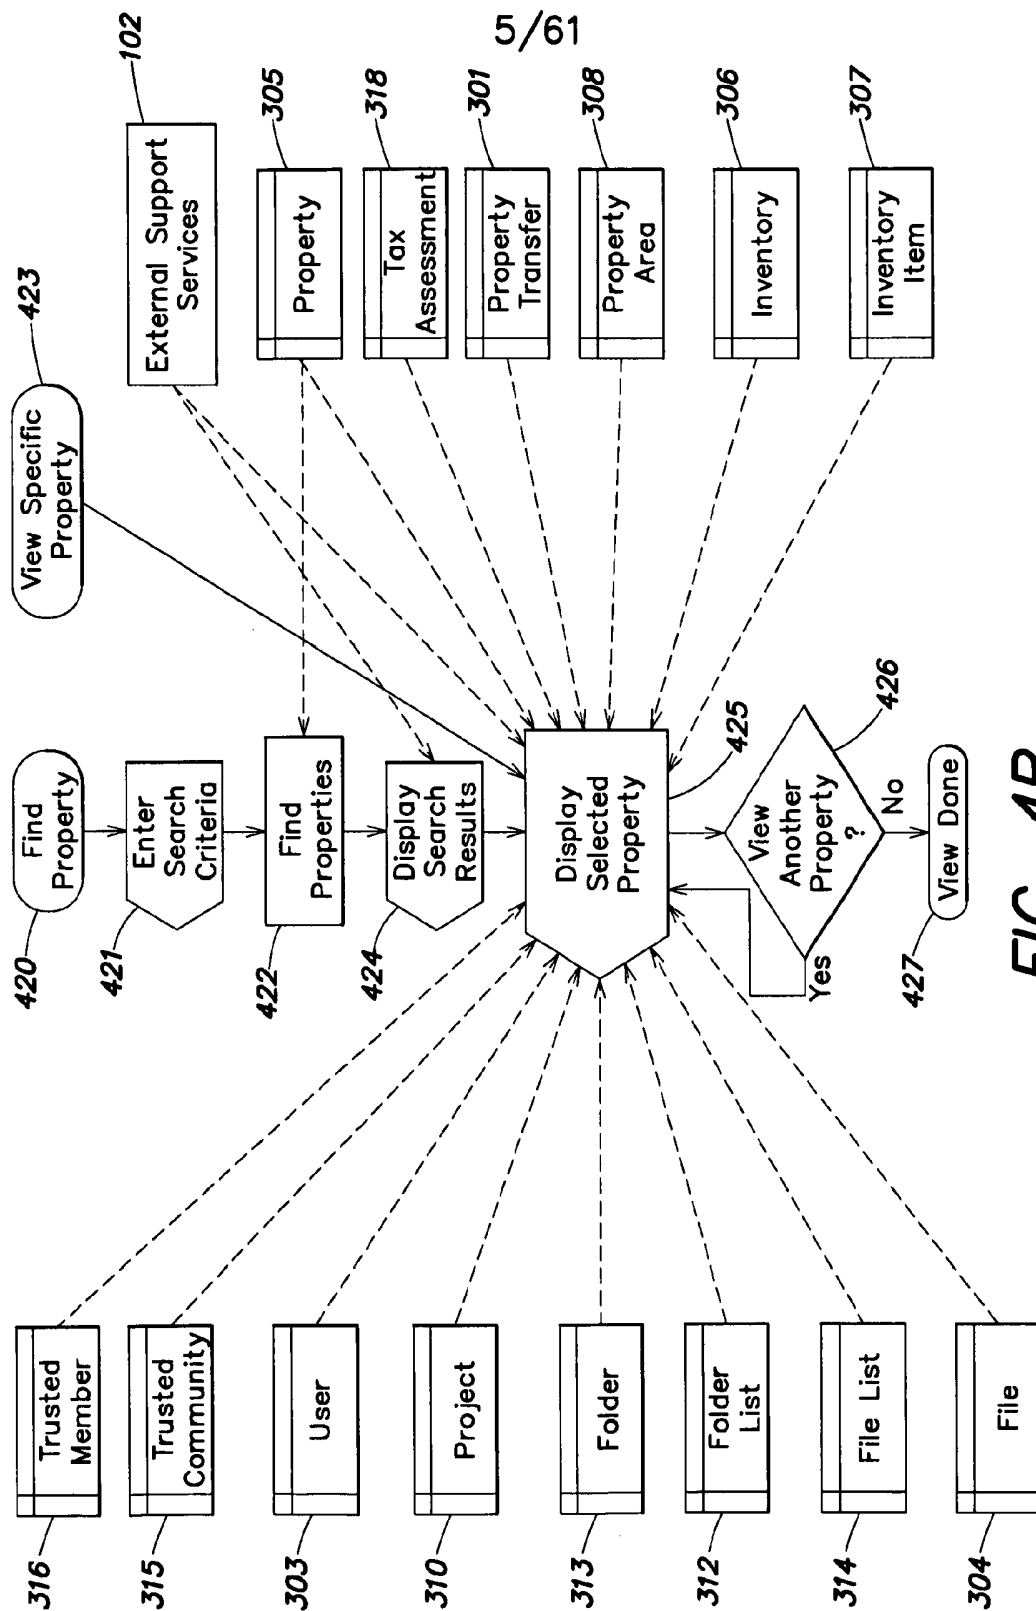 5/61
420
Find
Property
View Specific
Property
423
421
Enter
Search
Criteria
External Support
Services
102
422
Find
Properties
424
Display
Search
Results
Display
Selected
Property
425
View
Another
Property
?
426
Yes
No
427
View Done
316
Trusted
Member
315
Trusted
Community
303
User
310
Project
313
Folder
312
Folder
List
314
File List
304
File
Property
305
Tax
Assessment
318
Property
Transfer
301
Property
Area
308
Inventory
306
Inventory
Item
307
FIG. 4B